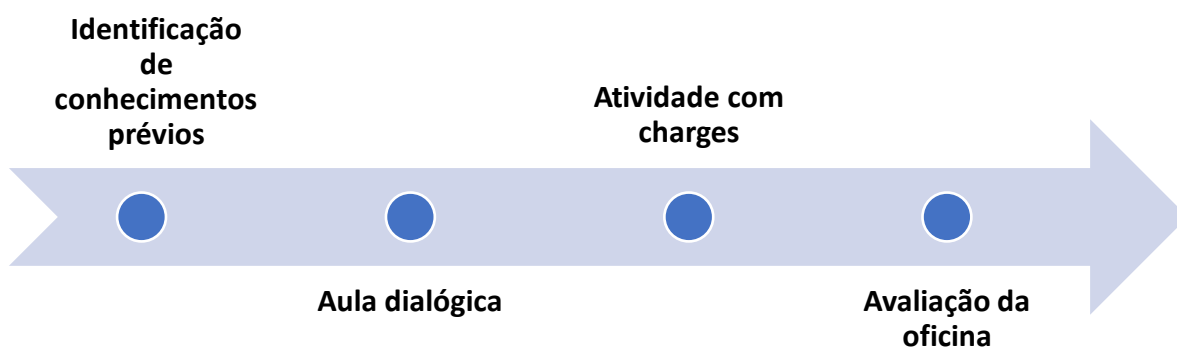 Identificação
de
conhecimentos
prévios
Aula dialógica
Atividade com
charges
Avaliação da
oficina